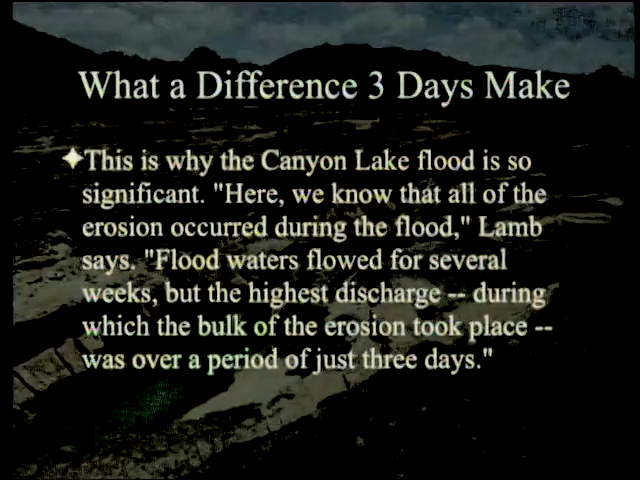 What a Difference 3 Days Make
✦This is why the Canyon Lake flood is so
significant. "Here, we know that all of the
erosion occurred during the flood," Lamb
says. "Flood waters flowed for several
weeks, but the highest discharge -- during
which the bulk of the erosion took place --
was over a period of just three days."